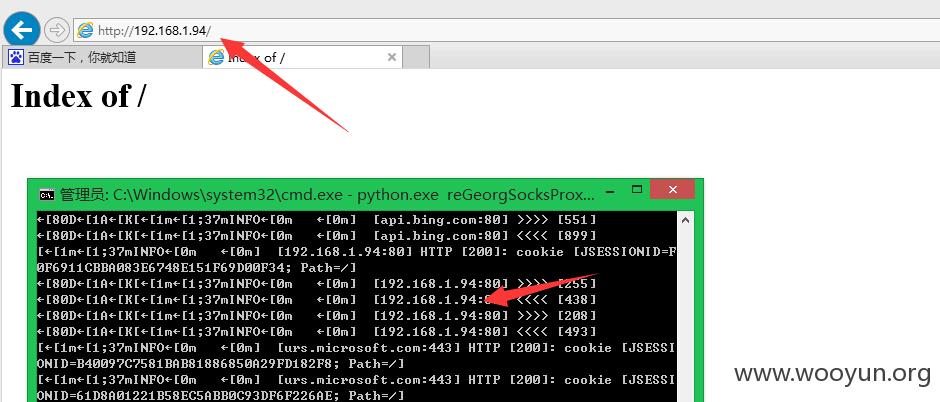 http://192.168.1.94/
百度一下，你就知道
Index of /
Index of /
管理员: C:\Windows\system32\cmd.exe - python.exe  reGeorgSocksProx...
←[80D←[1A←[K[←[1m←[1;37mINFO←[0m   ←[0m]  [api.bing.com:80] >>>> [551]
←[80D←[1A←[K[←[1m←[1;37mINFO←[0m   ←[0m]  [api.bing.com:80] <<<< [899]
[←[1m←[1;37mINFO←[0m   ←[0m]  [192.168.1.94:80] HTTP [200]: cookie [JSESSIONID=F
0F6911CBBA083E6748E151F69D00F34; Path=/]
←[80D←[1A←[K[←[1m←[1;37mINFO←[0m   ←[0m]  [192.168.1.94:80] >>>> [255]
←[80D←[1A←[K[←[1m←[1;37mINFO←[0m   ←[0m]  [192.168.1.94:80] <<<< [438]
←[80D←[1A←[K[←[1m←[1;37mINFO←[0m   ←[0m]  [192.168.1.94:80] >>>> [208]
←[80D←[1A←[K[←[1m←[1;37mINFO←[0m   ←[0m]  [192.168.1.94:80] <<<< [493]
[←[1m←[1;37mINFO←[0m   ←[0m]  [urs.microsoft.com:443] HTTP [200]: cookie [JSESSI
ONID=B40097C7581BAB81886850A29FD182F8; Path=/]
[←[1m←[1;37mINFO←[0m   ←[0m]  [urs.microsoft.com:443] HTTP [200]: cookie [JSESSI
ONID=61D8A01221B58EC5ABB0C93DF6F226AE; Path=/]
www.wooyun.org